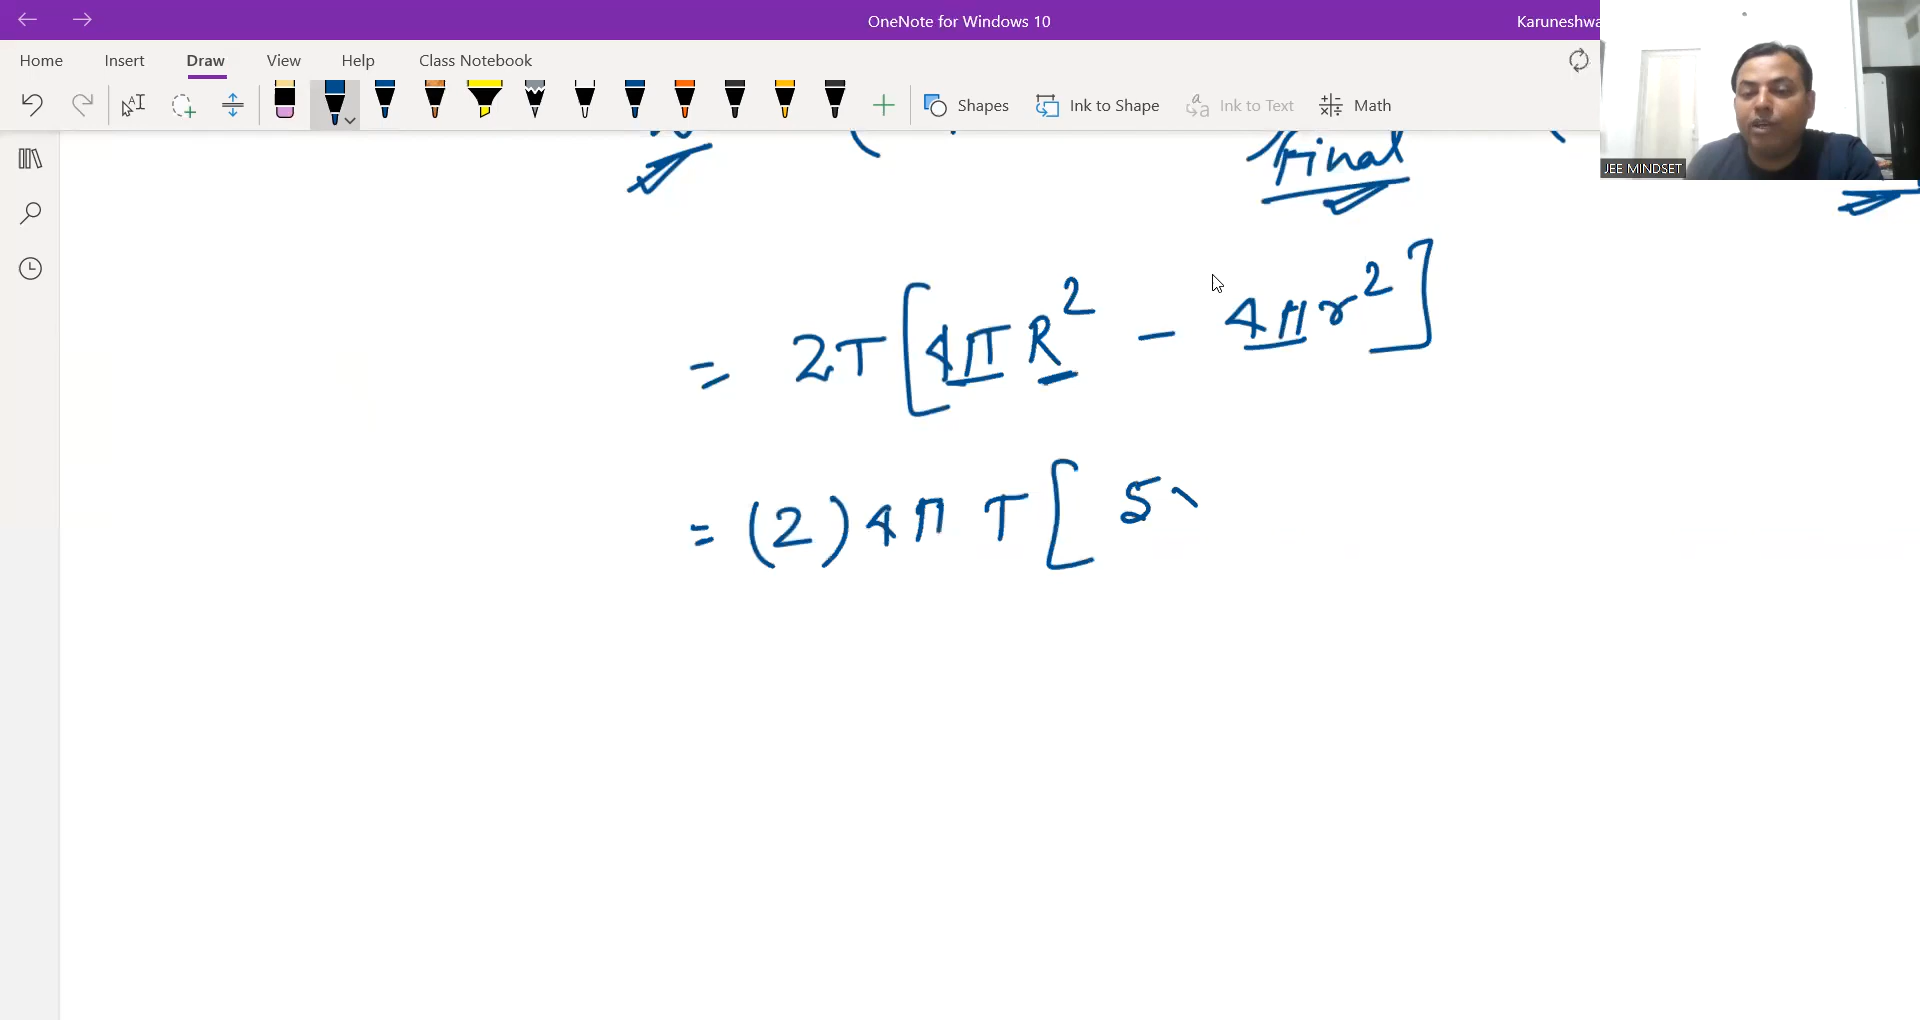 OneNote for Windows 10
Karuneshwa
Home Insert Draw View Help Class Notebook
Shapes Ink to Shape Ink to Text Math
JEE MINDSET
Final
= 2T [4πR² - 4πr²]
= (2) 4π T [ 5